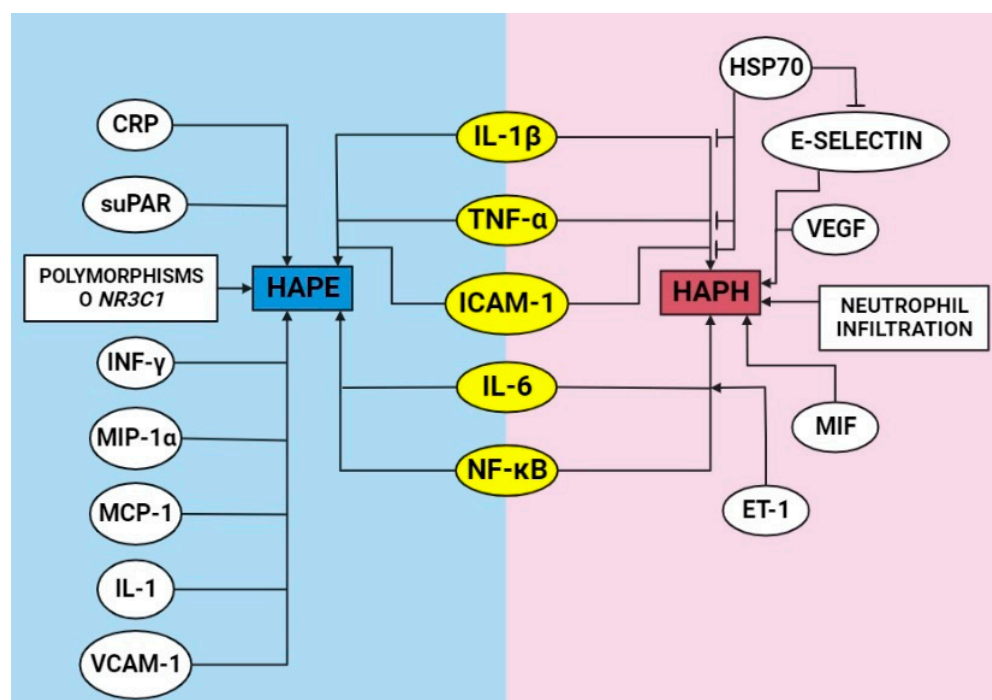 HSP70
CRP
IL-1β
E-SELECTIN
suPAR
TNF-α
VEGF
POLYMORPHISMS
O NR3C1
HAPE
ICAM-1
HAPH
NEUTROPHIL
INFILTRATION
INF-γ
IL-6
MIF
MIP-1α
NF-κB
MCP-1
ET-1
IL-1
VCAM-1